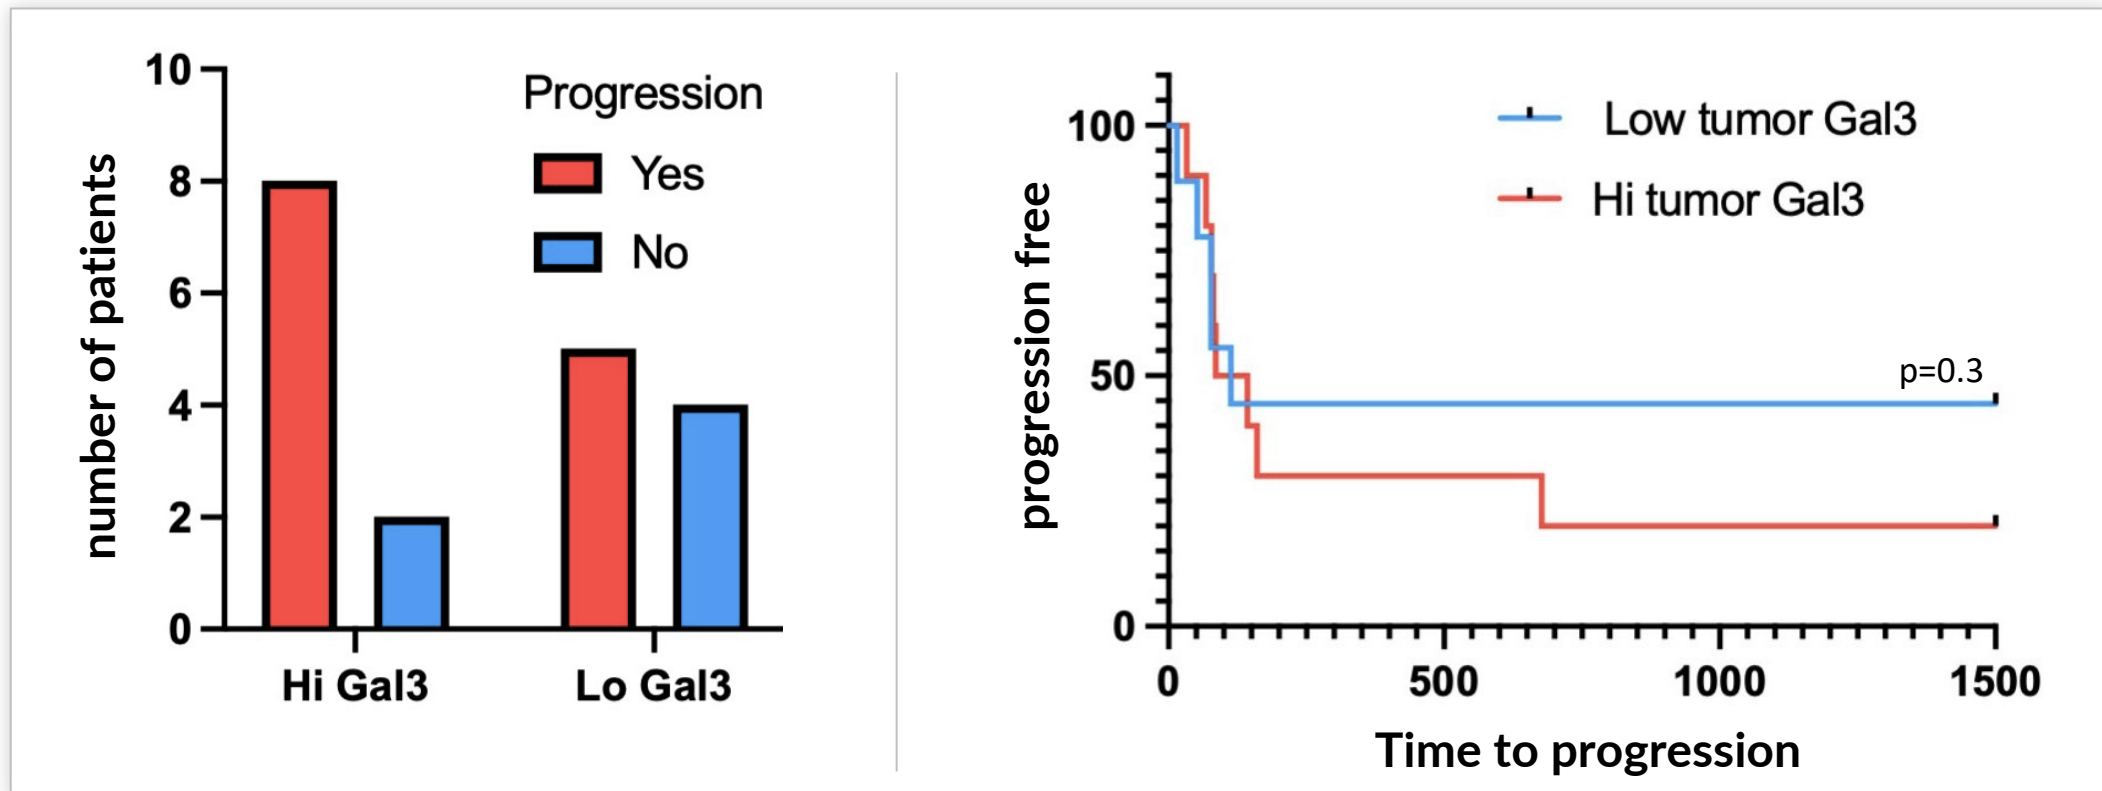 number of patients
10
8
6
4
2
0
Progression
Yes
No
Hi Gal3
Lo Gal3
progression free
100
50
0
Low tumor Gal3
Hi tumor Gal3
p=0.3
0
500
1000
1500
Time to progression